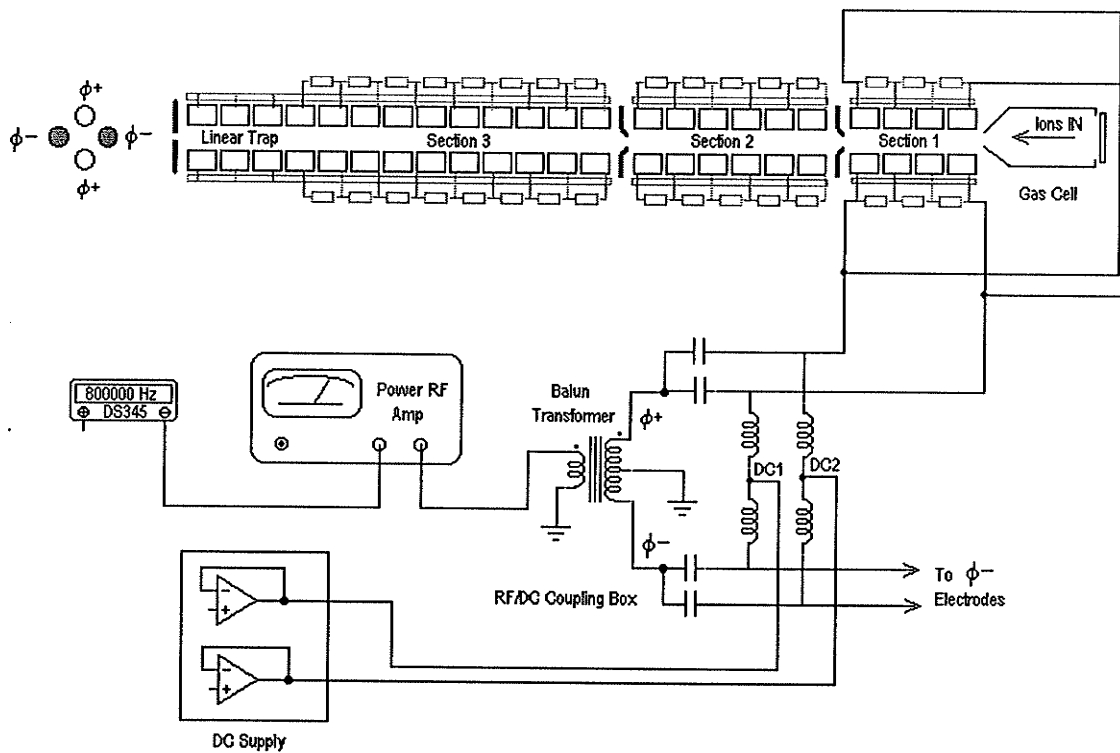 ϕ+
ϕ−
ϕ−
ϕ+
Linear Trap
Section 3
Section 2
Section 1
Ions IN
Gas Cell
800000 Hz
DS345
Power RF
Amp
Balun
Transformer
ϕ+
DC1
DC2
ϕ−
RF/DC Coupling Box
To ϕ−
Electrodes
−
+
−
+
DC Supply